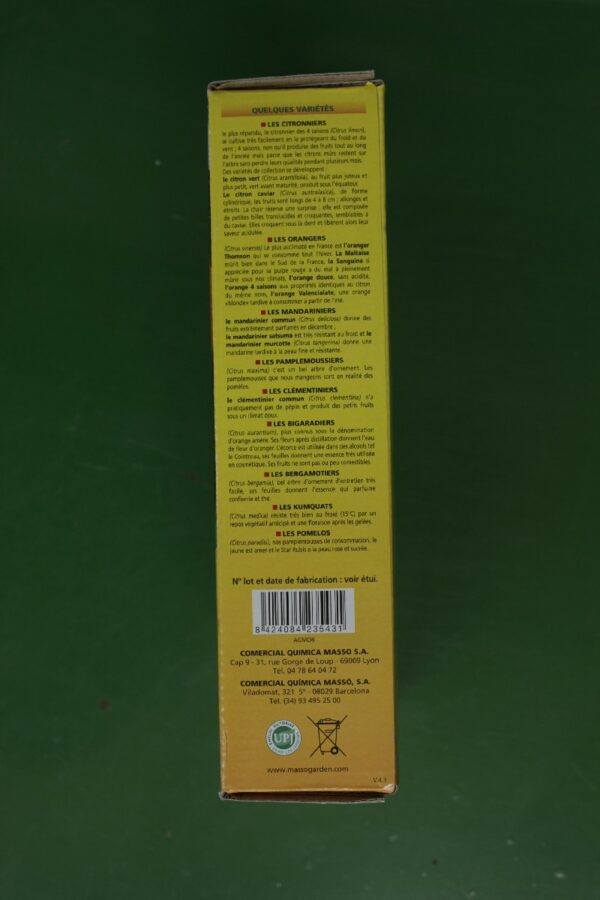 QUELQUES VARIÉTÉS
LES CITRONNIERS
le plus répandu, le citronnier des 4 saisons (Citrus limon),
se cultive très facilement en le protégeant du froid et du
vent ; 4 saisons, non qu'il produise des fruits tout au long
de l'année mais parce que les citrons mûrs restent sur
l'arbre sans perdre leurs qualités pendant plusieurs mois.
Des variétés de collection se développent :
le citron vert (Citrus arantifolia), au fruit plus juteux et
plus petit, vert avant maturité, produit sous l'équateur.
Le citron caviar (Citrus australasica), de forme
cylindrique, les fruits sont longs de 4 à 8 cm ; allongés et
étroits. La chair réserve une surprise : elle est composée
de petites billes translucides et croquantes, semblables à
du caviar. Elles croquent sous la dent et libèrent alors leur
saveur acidulée.
LES ORANGERS
(Citrus sinensis) Le plus acclimaté en france est l'oranger
Thomson qui se consomme tout l'hiver. La Maltaise
mûrit bien dans le Sud de la France, la Sanguine si
appréciée pour sa pulpe rouge a du mal à pleinement
mûrir sous nos climats, l'orange douce, sans acidité,
l'orange 4 saisons aux propriétés identiques au citron
du même nom, l'orange Valencialate, une orange
«blonde» tardive à consommer à partir de l'été.
LES MANDARINIERS
le mandarinier commun (Citrus deliciosa) donne des
fruits extrêmement parfumés en décembre ;
le mandarinier satsuma est très résistant au froid et le
mandarinier murcotte (Citrus tangerina) donne une
mandarine tardive à la peau fine et résistante.
LES PAMPLEMOUSSIERS
(Citrus maxima) c'est un bel arbre d'ornement. Les
pamplemousses que nous mangeons sont en réalité des
pomélos.
LES CLÉMENTINIERS
le clémentinier commun (Citrus clementina) n'a
pratiquement pas de pépin et produit des petits fruits
sous un climat doux.
LES BIGARADIERS
(Citrus aurantium), plus connus sous la dénomination
d'orange amère. Ses fleurs après distillation donnent l'eau
de fleur d'oranger. L'écorce est utilisée dans des alcools tel
le Cointreau, ses feuilles donnent une essence très utilisée
en cosmétique. Ses fruits ne sont pas ou peu comestibles.
LES BERGAMOTIERS
(Citrus bergamia), bel arbre d'ornement d'entretien très
facile, ses feuilles donnent l'essence qui parfume
confiserie et thé.
LES KUMQUATS
(Citrus medica) résiste très bien au froid (15°C) par un
repos végétatif anticipé et une floraison après les gelées.
LES POMELOS
(Citrus paradisi), nos pamplemousses de consommation, le
jaune est amer et le Star Rubis a la peau rose et sucrée.
N° lot et date de fabrication : voir étui.
8 424084 235431
AGMO6
COMERCIAL QUIMICA MASSO S.A.
Cap 9 - 31, rue Gorge de Loup - 69009 Lyon
Tél. 04 78 64 04 72
COMERCIAL QUÍMICA MASSÓ, S.A.
Viladomat, 321 5° - 08029 Barcelona
Tel. (34) 93 495 25 00
UPJ
www.massogarden.com
V.4.1